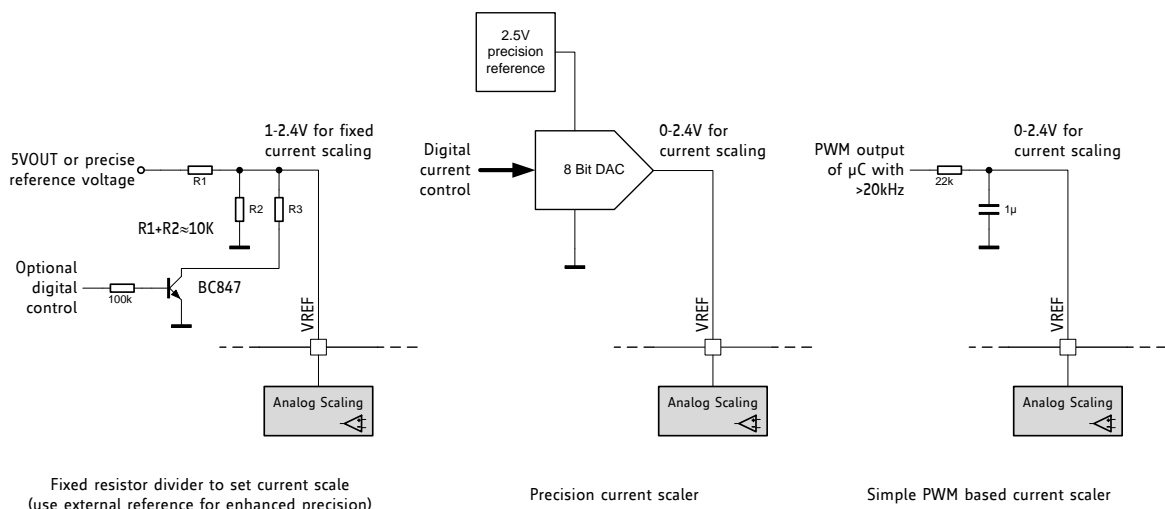 2.5V
precision
reference
1-2.4V for fixed
current scaling
5VOUT or precise
reference voltage
R1
R2
R3
R1+R2≈10K
Optional
digital
control
100k
BC847
VREF
Analog Scaling
Fixed resistor divider to set current scale
(use external reference for enhanced precision)
Digital
current
control
8 Bit DAC
0-2.4V for
current scaling
VREF
Analog Scaling
Precision current scaler
PWM output
of µC with
>20kHz
22k
1µ
0-2.4V for
current scaling
VREF
Analog Scaling
Simple PWM based current scaler